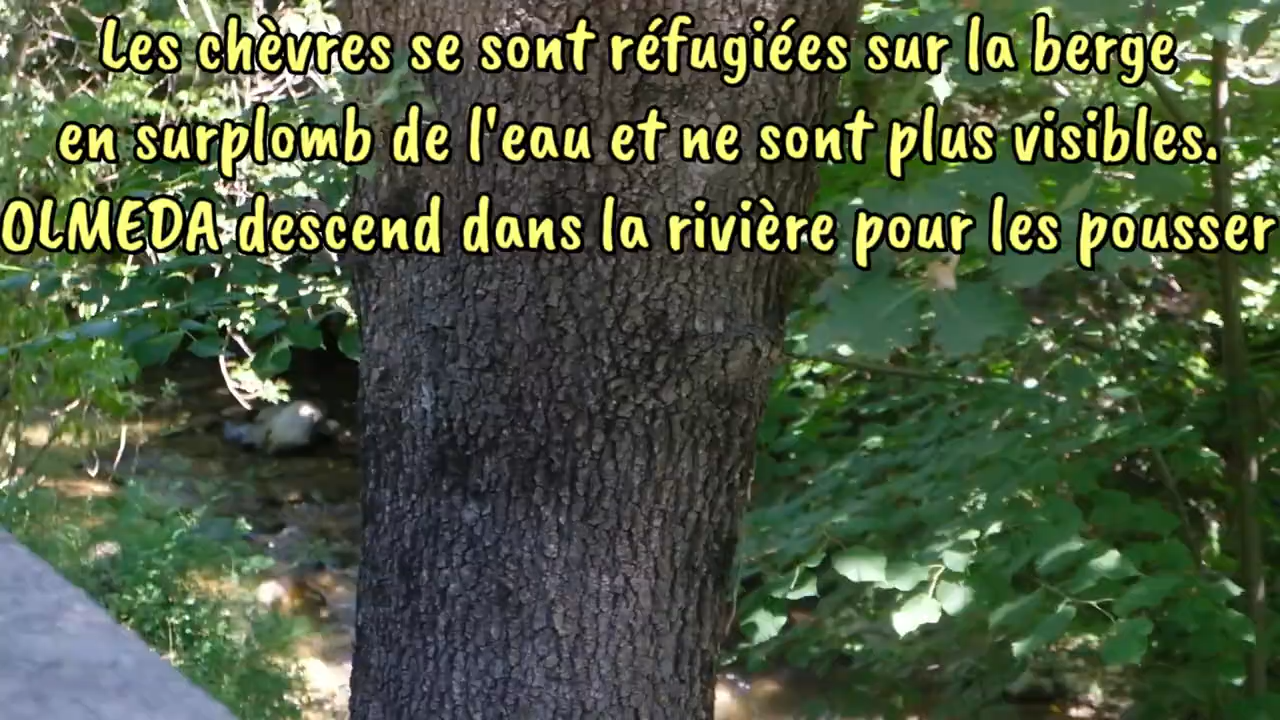 Les chèvres se sont réfugiées sur la berge
en surplomb de l'eau et ne sont plus visibles.
OLMEDA descend dans la rivière pour les pousser